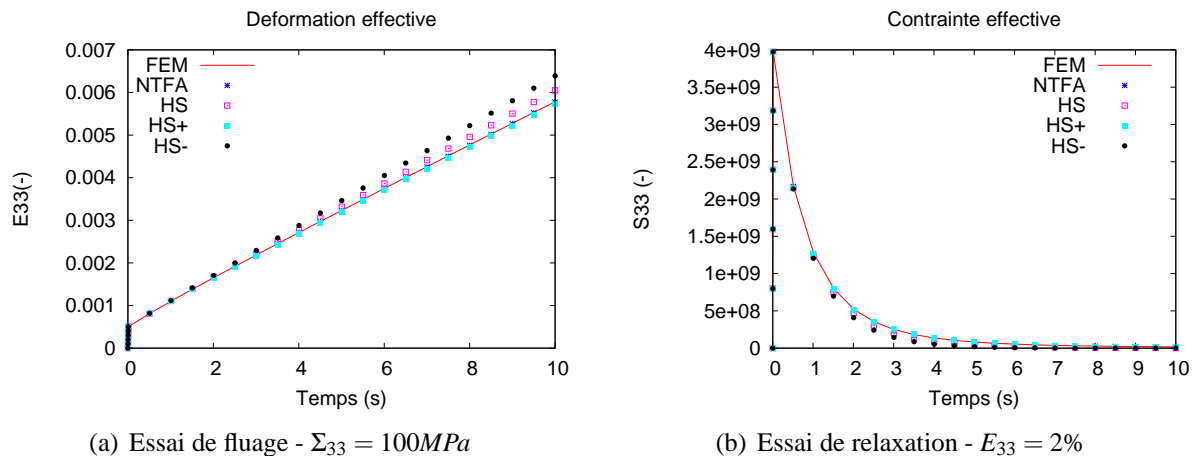 Deformation effective
0.007
0.006
0.005
0.004
0.003
0.002
0.001
0
E33(-)
FEM
NTFA
HS
HS+
HS-
0 2 4 6 8 10
Temps (s)
(a) Essai de fluage - Σ33 = 100MPa
Contrainte effective
4e+09
3.5e+09
3e+09
2.5e+09
2e+09
1.5e+09
1e+09
5e+08
0
S33 (-)
FEM
NTFA
HS
HS+
HS-
0 1 2 3 4 5 6 7 8 9 10
Temps (s)
(b) Essai de relaxation - E33 = 2%